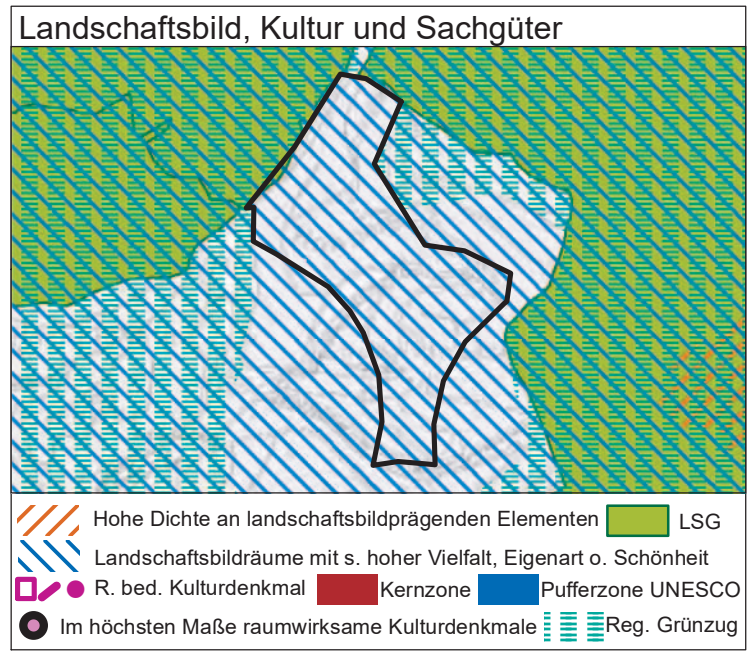 Landschaftsbild, Kultur und Sachgüter
Hohe Dichte an landschaftsbildprägenden Elementen LSG
Landschaftsbildräume mit s. hoher Vielfalt, Eigenart o. Schönheit
R. bed. Kulturdenkmal Kernzone Pufferzone UNESCO
Im höchsten Maße raumwirksame Kulturdenkmale Reg. Grünzug